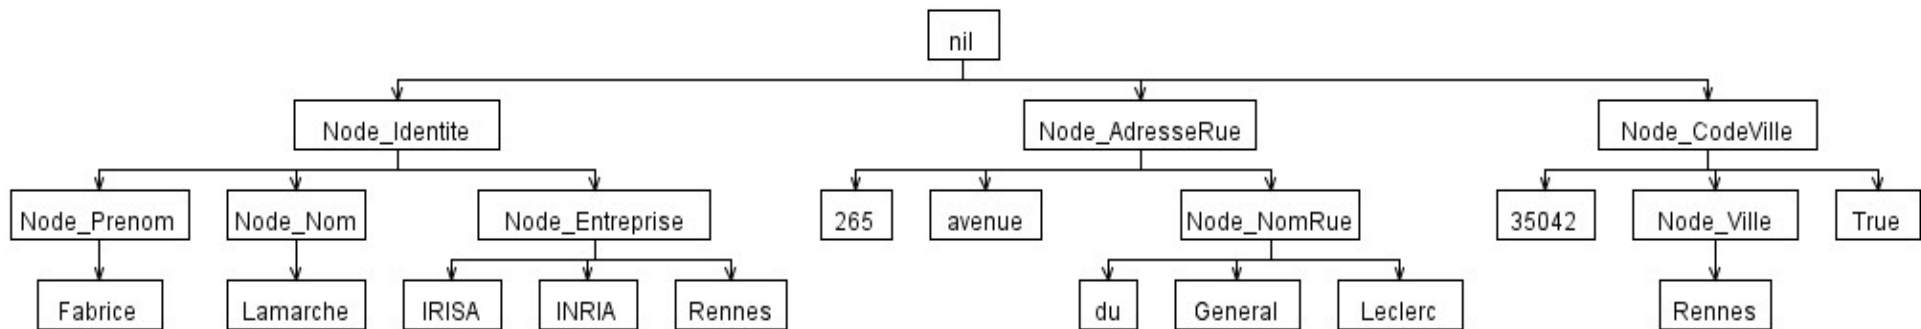 nil
Node_Identite Node_AdresseRue Node_CodeVille
Node_Prenom Node_Nom Node_Entreprise 265 avenue Node_NomRue 35042 Node_Ville True
Fabrice Lamarche IRISA INRIA Rennes du General Leclerc Rennes